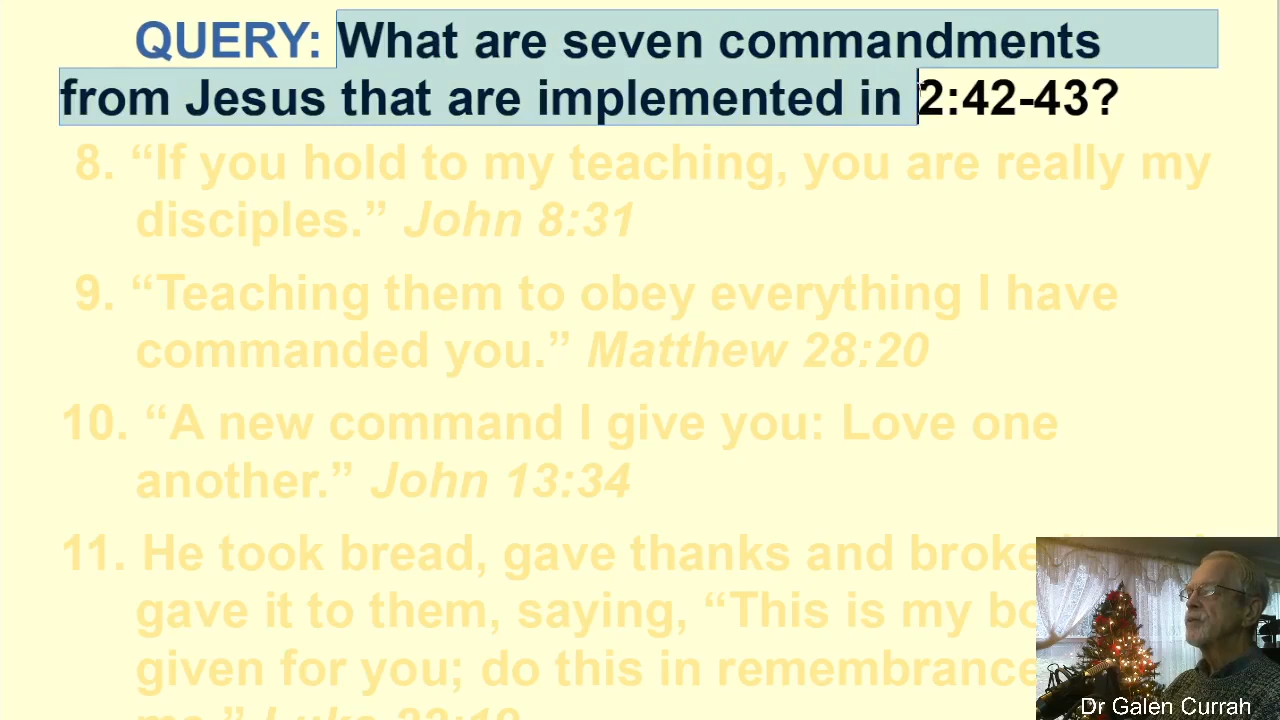 QUERY: What are seven commandments
from Jesus that are implemented in 2:42-43?
8. “If you hold to my teaching, you are really my
disciples.” John 8:31
9. “Teaching them to obey everything I have
commanded you.” Matthew 28:20
10. “A new command I give you: Love one
another.” John 13:34
11. He took bread, gave thanks and broke
gave it to them, saying, “This is my
given for you; do this in remembrance
me.” Luke 22:19
Dr Galen Currah